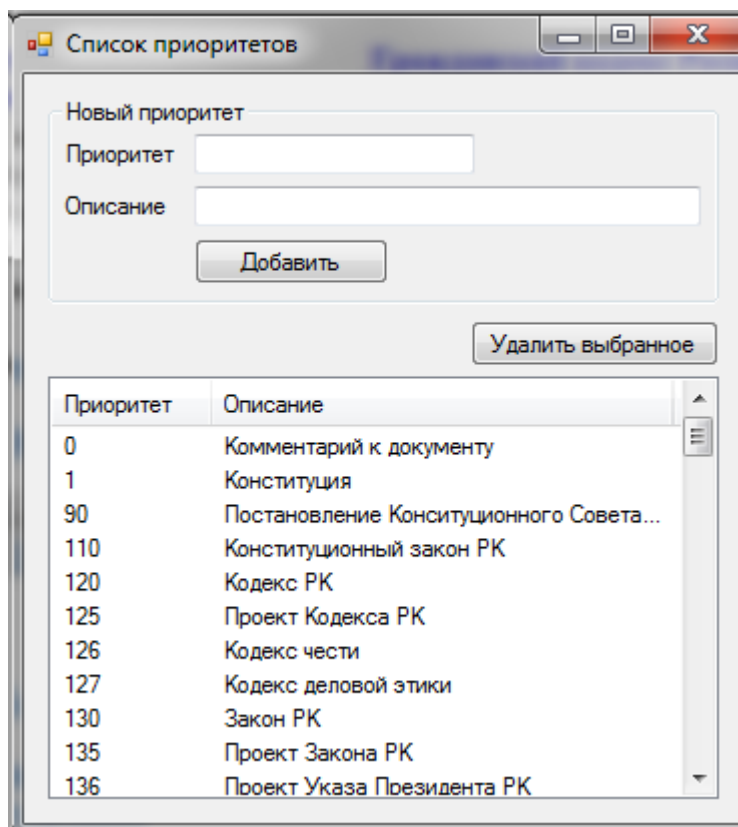 Список приоритетов
Новый приоритет
Приоритет
Описание
Добавить
Удалить выбранное
Приоритет Описание
0 Комментарий к документу
1 Конституция
90 Постановление Конситуционного Совета...
110 Конституционный закон РК
120 Кодекс РК
125 Проект Кодекса РК
126 Кодекс чести
127 Кодекс деловой этики
130 Закон РК
135 Проект Закона РК
136 Проект Указа Президента РК